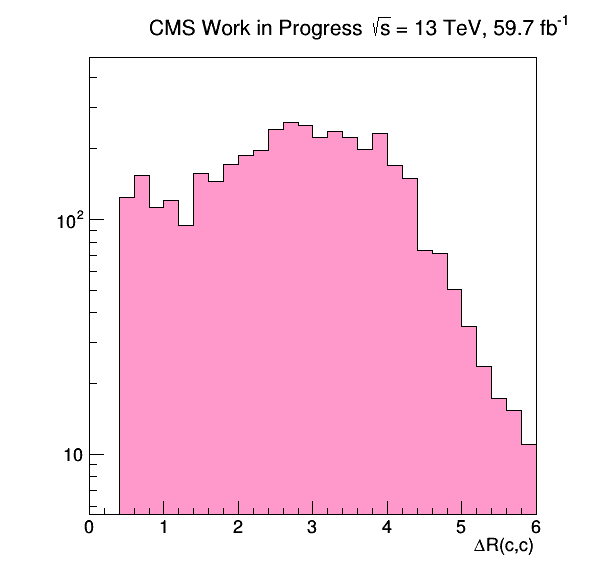 CMS Work in Progress √s = 13 TeV, 59.7 fb⁻¹
10²
10
0 1 2 3 4 5 6
ΔR(c,c)